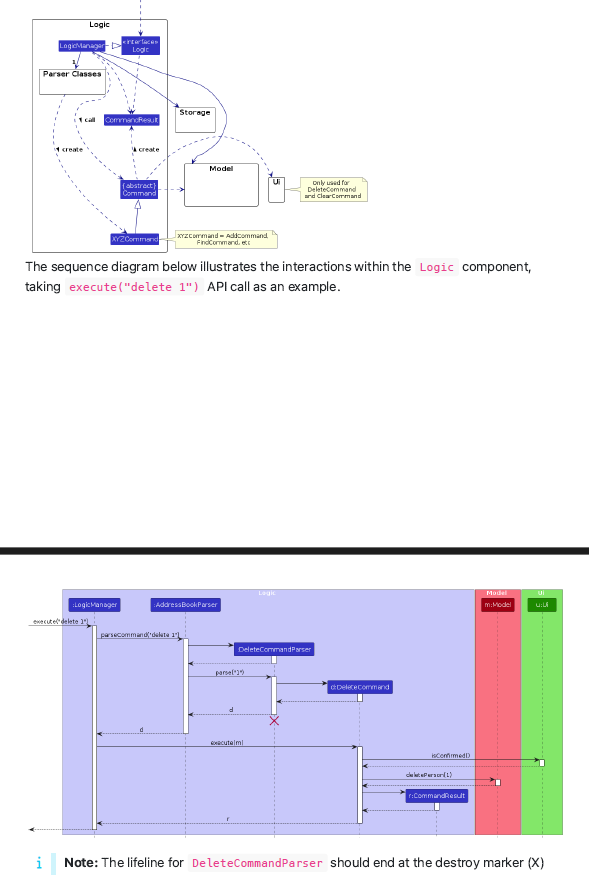 Logic
LogicManager
«interface»
Logic
1
Parser Classes
Storage
CommandResult
call
create
create
Model
Ui
Only used for
DeleteCommand
and ClearCommand
{abstract}
Command
XYZCommand
XYZCommand = AddCommand,
FindCommand, etc
The sequence diagram below illustrates the interactions within the Logic component,
taking execute("delete 1") API call as an example.
Logic
Model
Ui
:LogicManager
:AddressBookParser
m:Model
u:Ui
execute("delete 1")
parseCommand("delete 1")
:DeleteCommandParser
parse("1")
d:DeleteCommand
d
d
execute(m)
isConfirmed()
deletePerson(1)
r:CommandResult
r
i Note: The lifeline for DeleteCommandParser should end at the destroy marker (X)